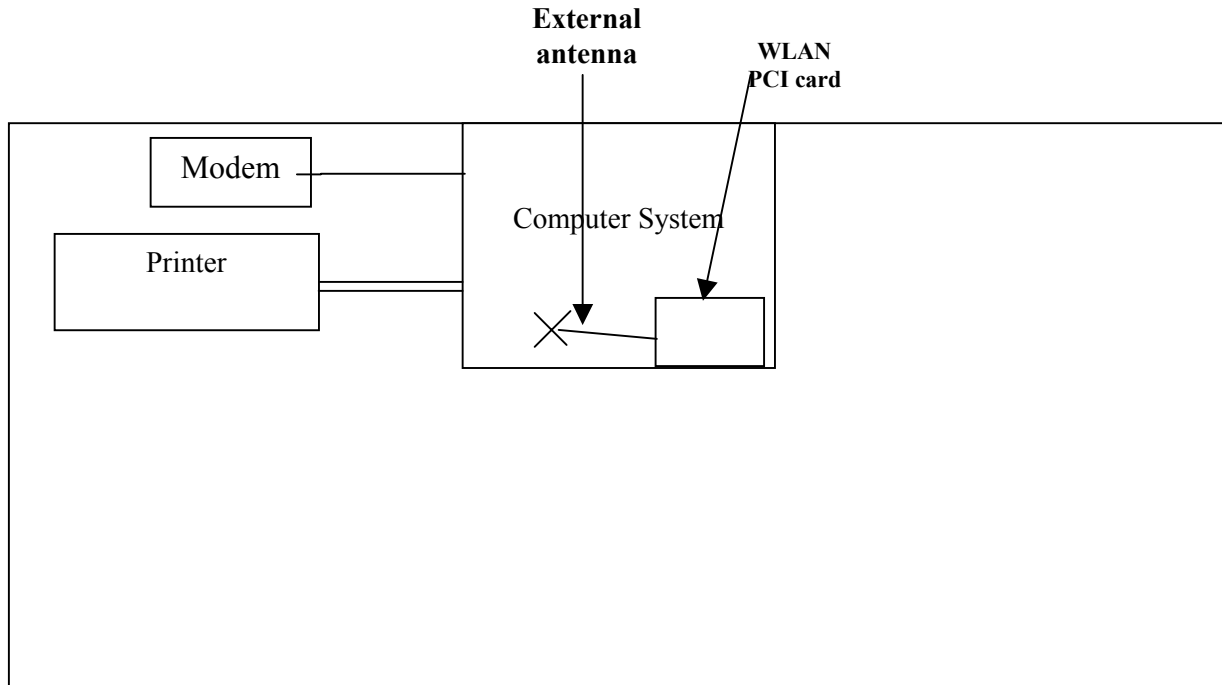 External
antenna
WLAN
PCI card
Modem
Computer System
Printer